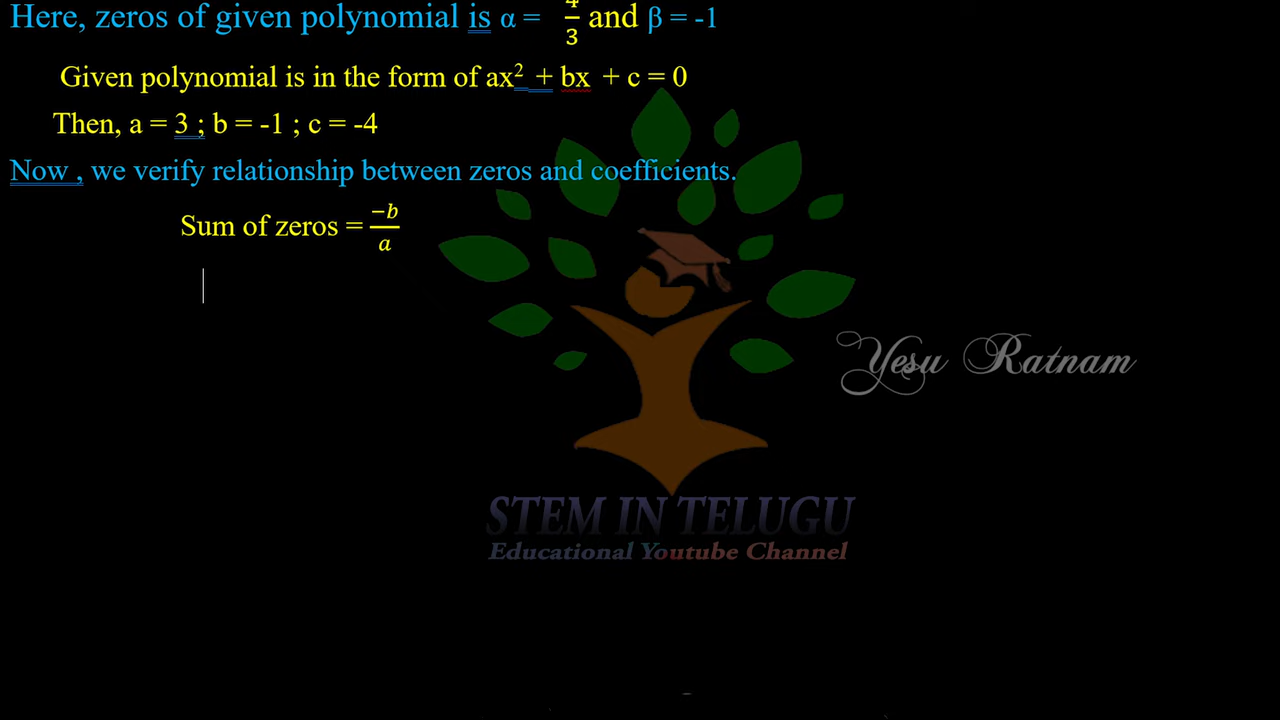 Here, zeros of given polynomial is α = 4/3 and β = -1
Given polynomial is in the form of ax² + bx + c = 0
Then, a = 3 ; b = -1 ; c = -4
Now , we verify relationship between zeros and coefficients.
Sum of zeros = −b/a
Yesu Ratnam
STEM IN TELUGU
Educational Youtube Channel